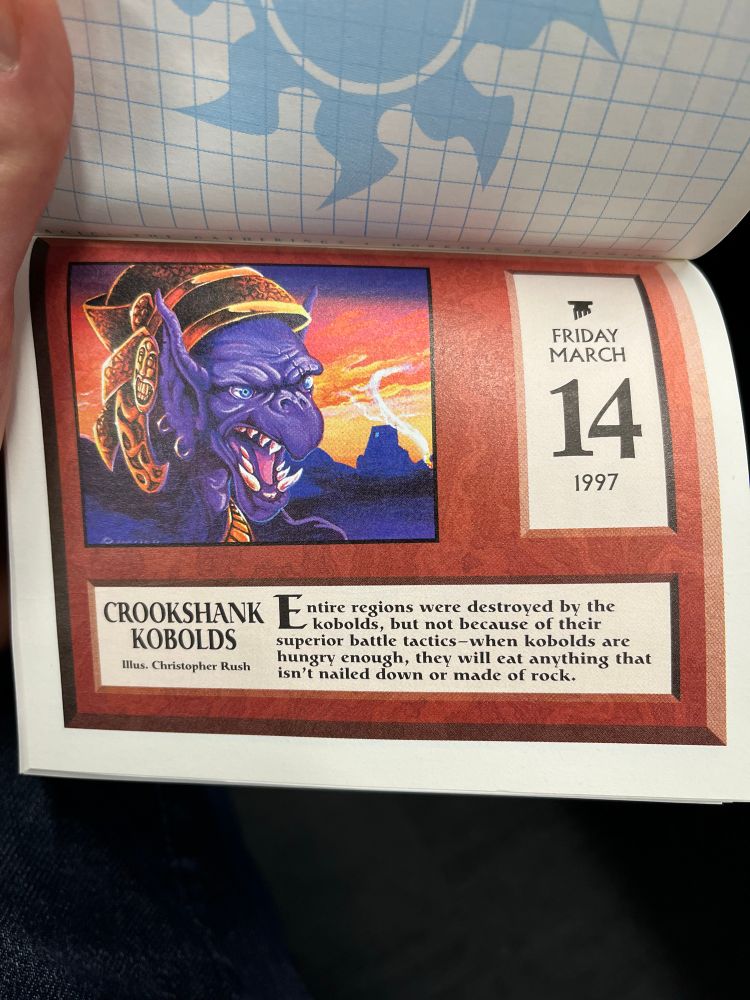 FRIDAY
MARCH
14
1997
CROOKSHANK
KOBOLDS
Illus. Christopher Rush
Entire regions were destroyed by the
kobolds, but not because of their
superior battle tactics–when kobolds are
hungry enough, they will eat anything that
isn't nailed down or made of rock.